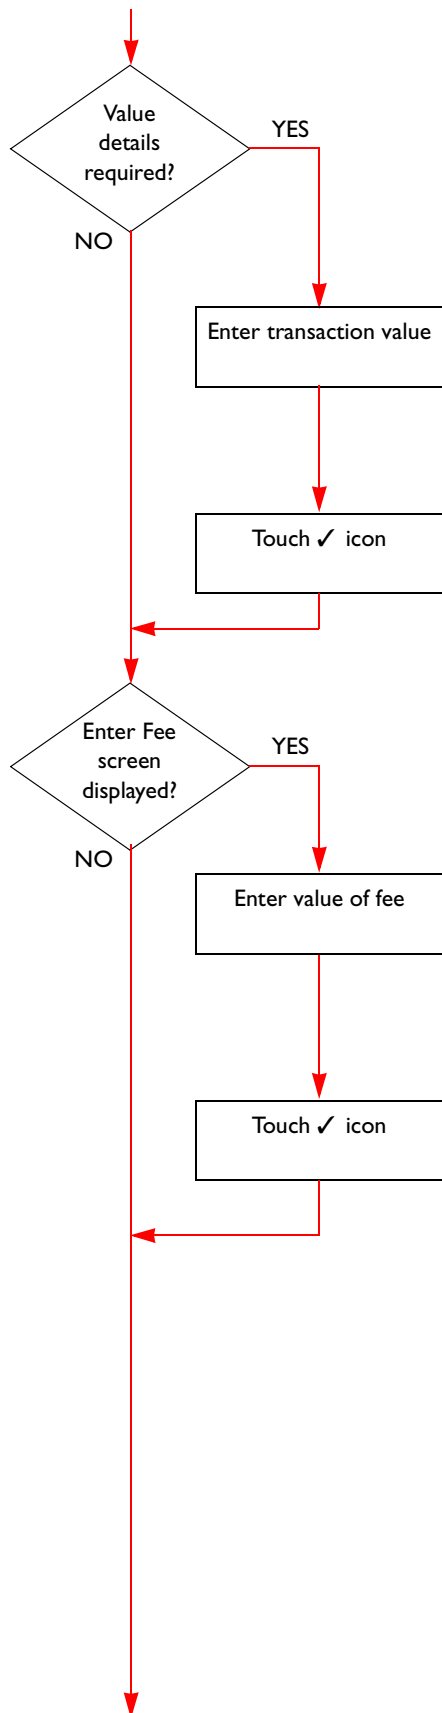 Value
details
required?
YES
NO
Enter transaction value
Touch ✓ icon
Enter Fee
screen
displayed?
YES
NO
Enter value of fee
Touch ✓ icon